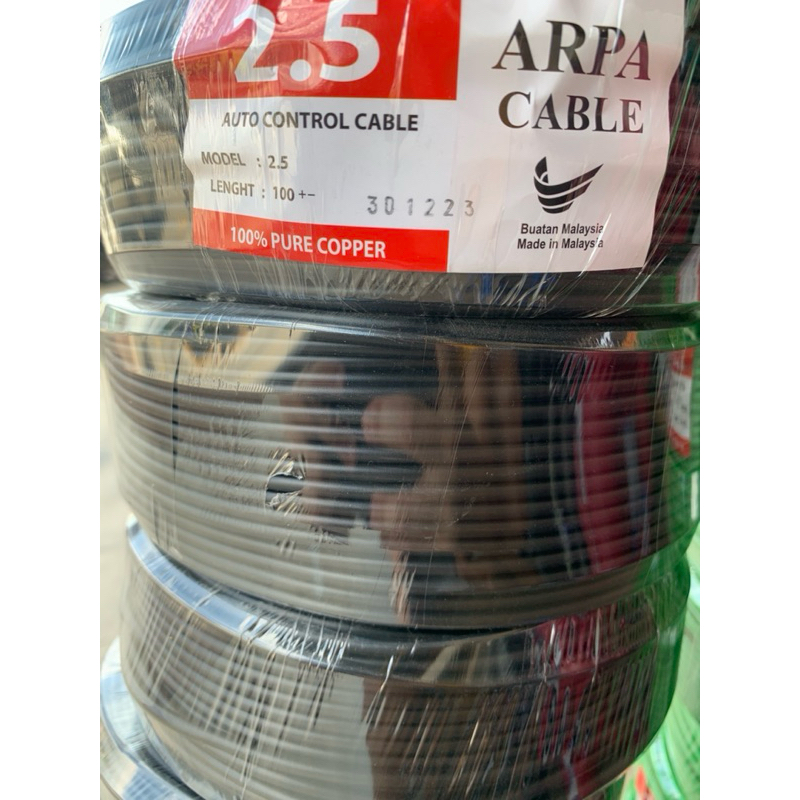 2.5
AUTO CONTROL CABLE
MODEL : 2.5
LENGHT : 100 +-
301223
100% PURE COPPER
ARPA
CABLE
Buatan Malaysia
Made in Malaysia